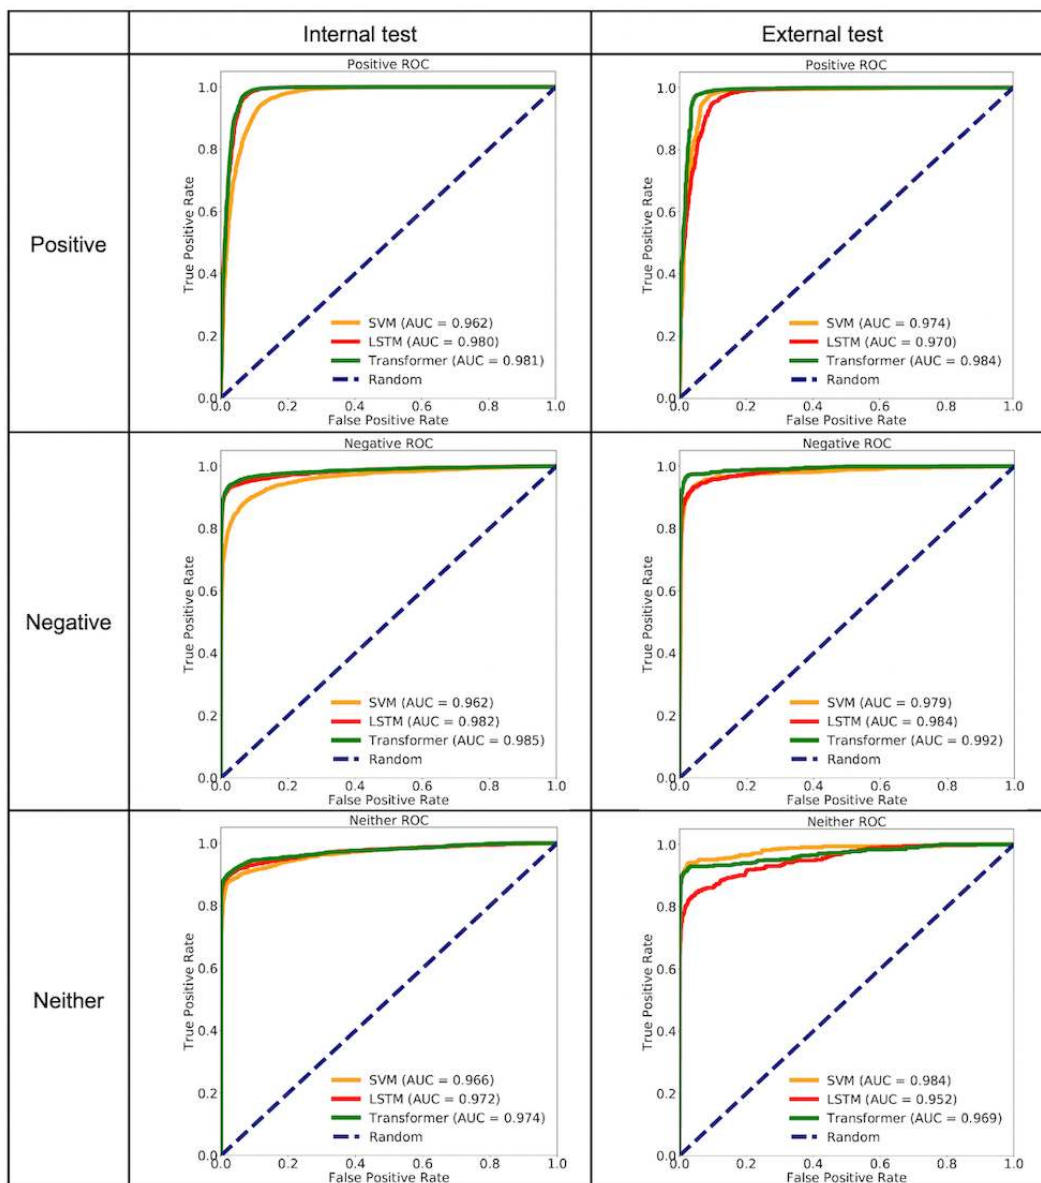 Internal test
External test
Positive
Positive ROC
True Positive Rate
1.0
0.8
0.6
0.4
0.2
0.0
SVM (AUC = 0.962)
LSTM (AUC = 0.980)
Transformer (AUC = 0.981)
Random
0.0 0.2 0.4 0.6 0.8 1.0
False Positive Rate
Positive ROC
True Positive Rate
1.0
0.8
0.6
0.4
0.2
0.0
SVM (AUC = 0.974)
LSTM (AUC = 0.970)
Transformer (AUC = 0.984)
Random
0.0 0.2 0.4 0.6 0.8 1.0
False Positive Rate
Negative
Negative ROC
True Positive Rate
1.0
0.8
0.6
0.4
0.2
0.0
SVM (AUC = 0.962)
LSTM (AUC = 0.982)
Transformer (AUC = 0.985)
Random
0.0 0.2 0.4 0.6 0.8 1.0
False Positive Rate
Negative ROC
True Positive Rate
1.0
0.8
0.6
0.4
0.2
0.0
SVM (AUC = 0.979)
LSTM (AUC = 0.984)
Transformer (AUC = 0.992)
Random
0.0 0.2 0.4 0.6 0.8 1.0
False Positive Rate
Neither
Neither ROC
True Positive Rate
1.0
0.8
0.6
0.4
0.2
0.0
SVM (AUC = 0.966)
LSTM (AUC = 0.972)
Transformer (AUC = 0.974)
Random
0.0 0.2 0.4 0.6 0.8 1.0
False Positive Rate
Neither ROC
True Positive Rate
1.0
0.8
0.6
0.4
0.2
0.0
SVM (AUC = 0.984)
LSTM (AUC = 0.952)
Transformer (AUC = 0.969)
Random
0.0 0.2 0.4 0.6 0.8 1.0
False Positive Rate